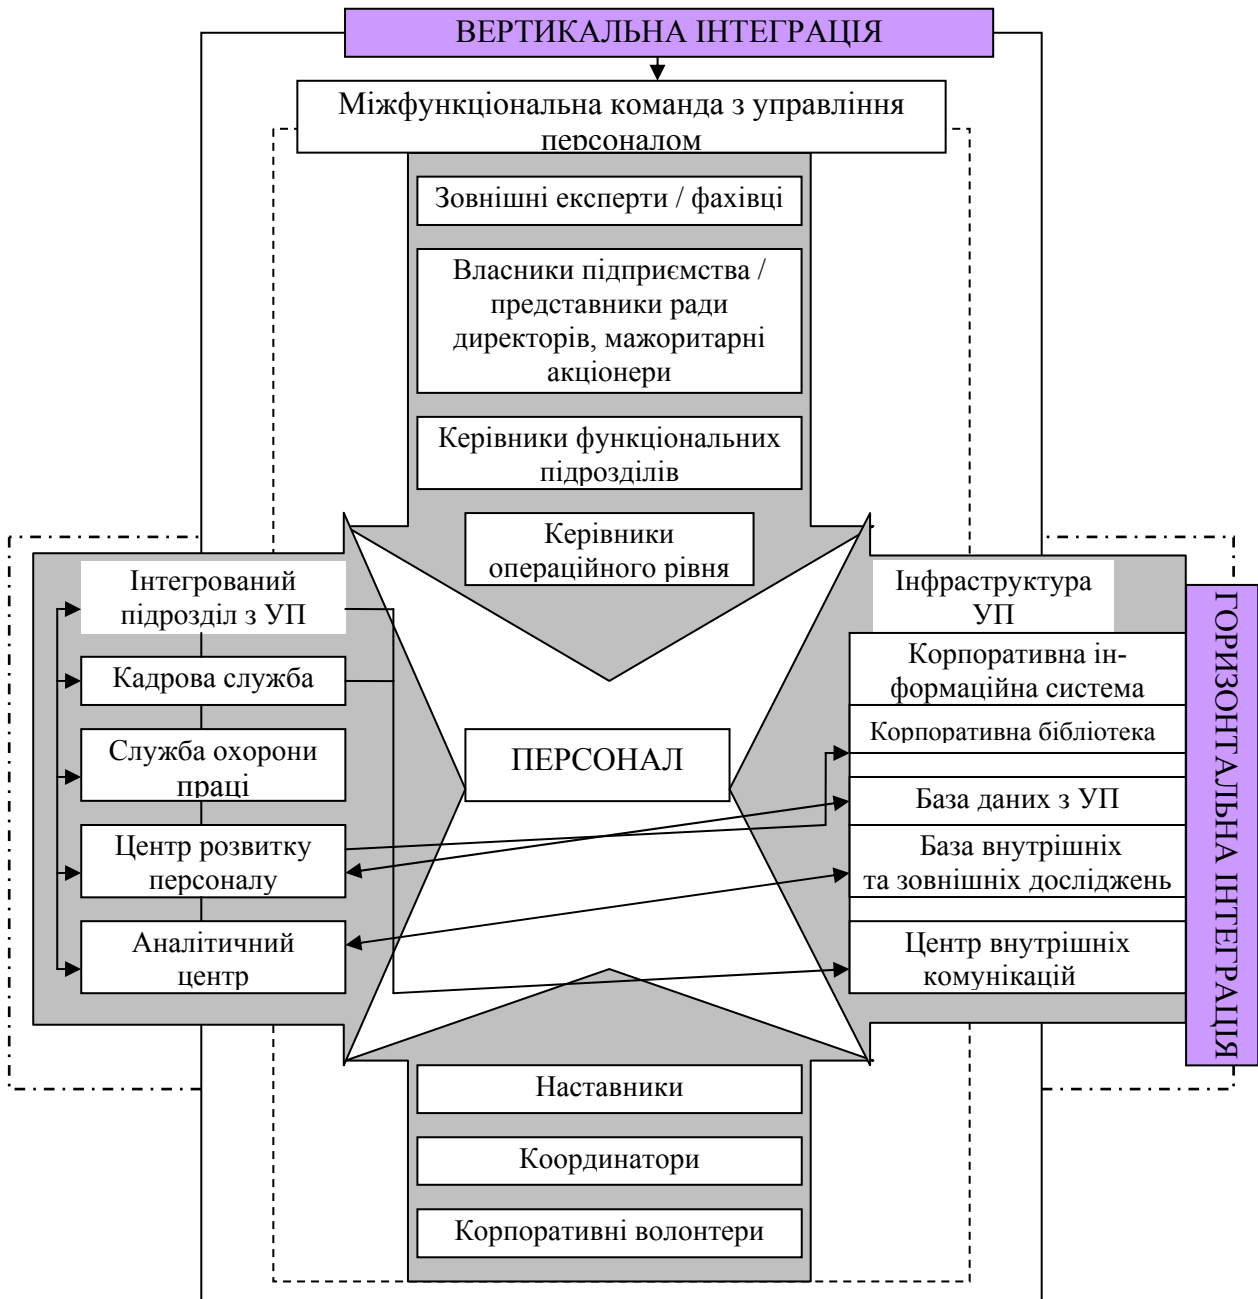 ВЕРТИКАЛЬНА ІНТЕГРАЦІЯ
Міжфункціональна команда з управління
персоналом
Зовнішні експерти / фахівці
Власники підприємства /
представники ради
директорів, мажоритарні
акціонери
Керівники функціональних
підрозділів
Керівники
операційного рівня
Інтегрований
підрозділ з УП
Кадрова служба
Служба охорони
праці
Центр розвитку
персоналу
Аналітичний
центр
ПЕРСОНАЛ
Інфраструктура
УП
Корпоративна ін-
формаційна система
Корпоративна бібліотека
База даних з УП
База внутрішніх
та зовнішніх досліджень
Центр внутрішніх
комунікацій
ГОРИЗОНТАЛЬНА ІНТЕГРАЦІЯ
Наставники
Координатори
Корпоративні волонтери